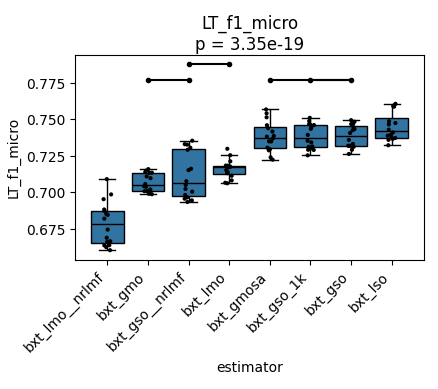 LT_f1_micro
p = 3.35e-19
LT_f1_micro
0.775
0.750
0.725
0.700
0.675
bxt_lmo__nrlmf
bxt_gmo
bxt_gso__nrlmf
bxt_lmo
bxt_gmosa
bxt_gso_1k
bxt_gso
bxt_lso
estimator